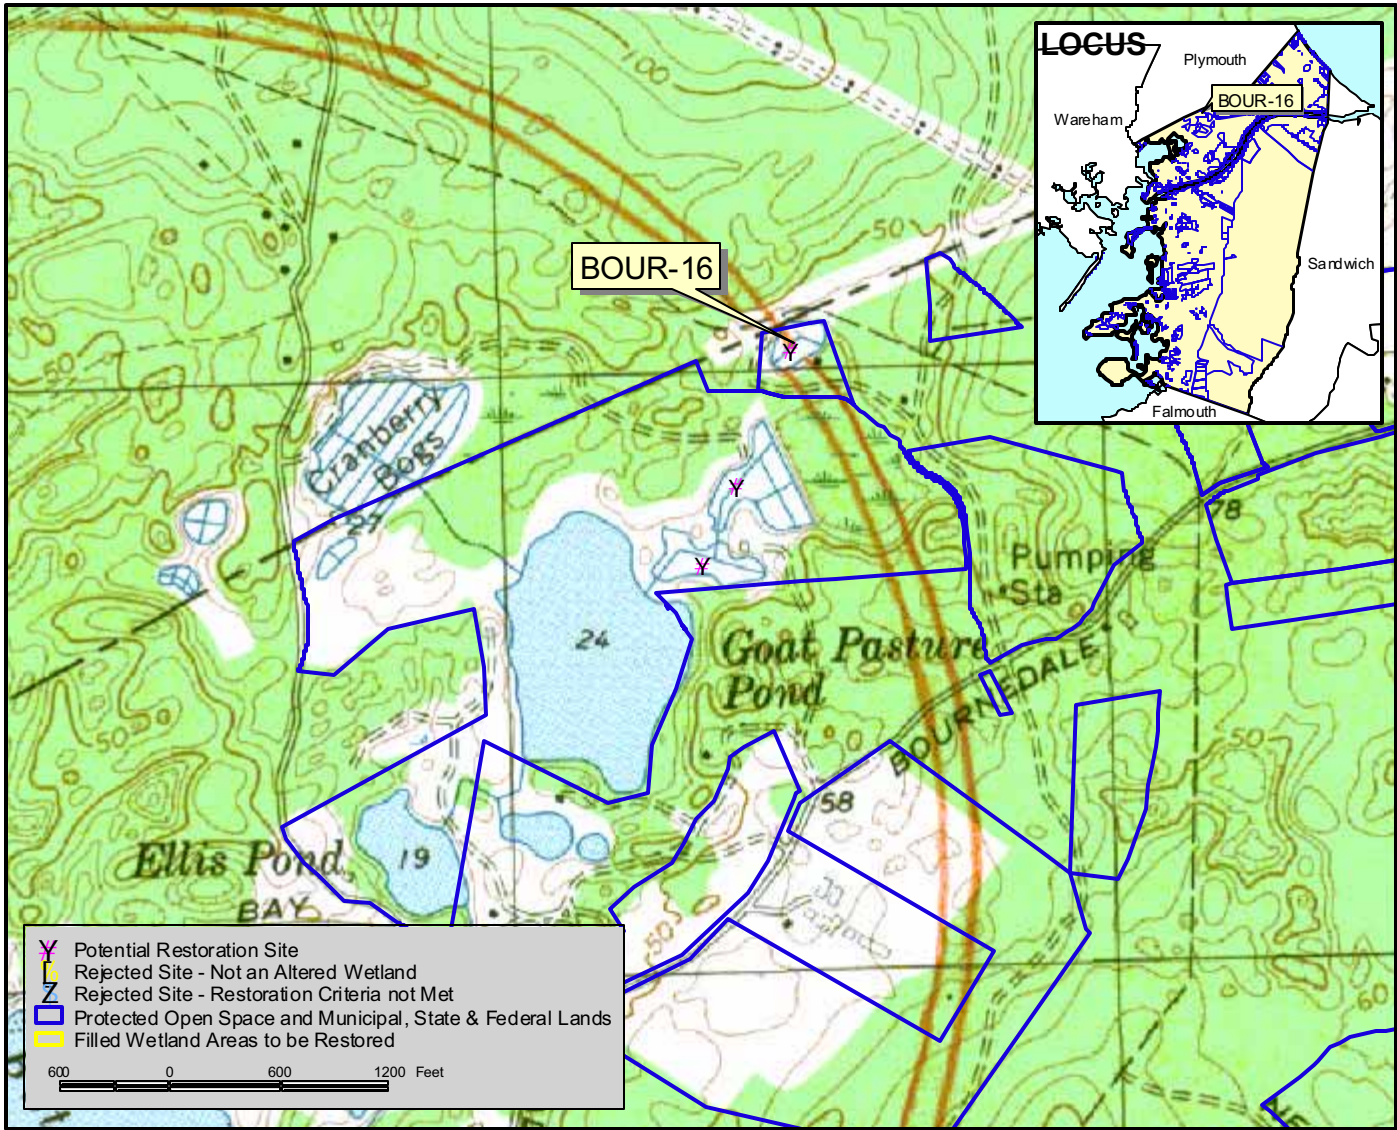 100
50
LOCUS
Plymouth
BOUR-16
Wareham
Sandwich
Falmouth
BOUR-16
Cranberry
Bogs
27
78
Pumping
Sta
24
Goat Pasture
Pond
BOURNEDALE
50
50
58
Ellis Pond
19
BAY
50
60
Y Potential Restoration Site
L Rejected Site - Not an Altered Wetland
Z Rejected Site - Restoration Criteria not Met
Protected Open Space and Municipal, State & Federal Lands
Filled Wetland Areas to be Restored
600 0 600 1200 Feet